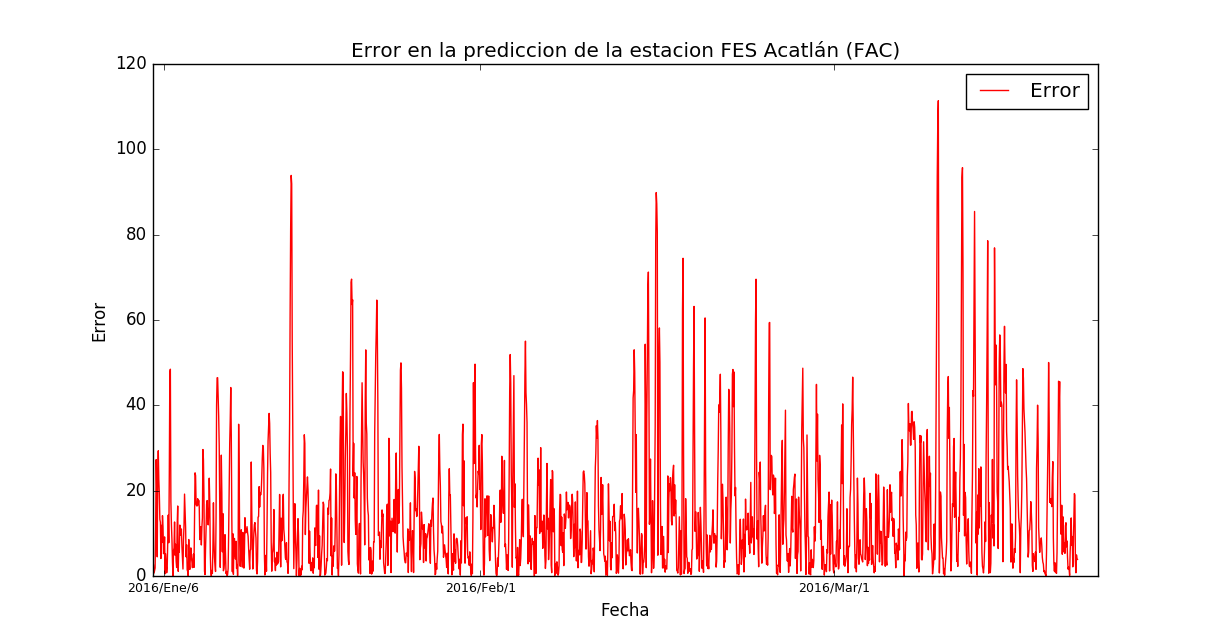 Error en la prediccion de la estacion FES Acatlán (FAC)
120
100
80
60
40
20
0
Error
Error
2016/Ene/6
2016/Feb/1
2016/Mar/1
Fecha